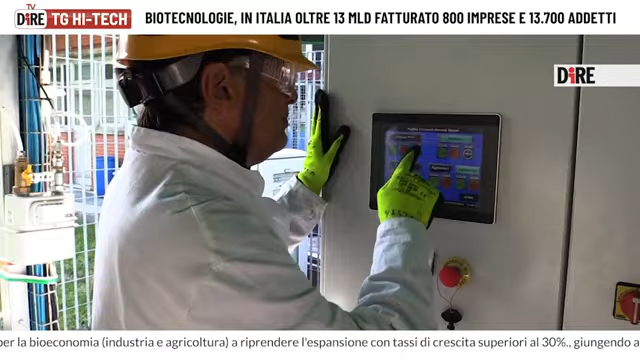 TV
DiRE TG HI-TECH
BIOTECNOLOGIE, IN ITALIA OLTRE 13 MLD FATTURATO 800 IMPRESE E 13.700 ADDETTI
DiRE
per la bioeconomia (industria e agricoltura) a riprendere l'espansione con tassi di crescita superiori al 30%., giungendo a